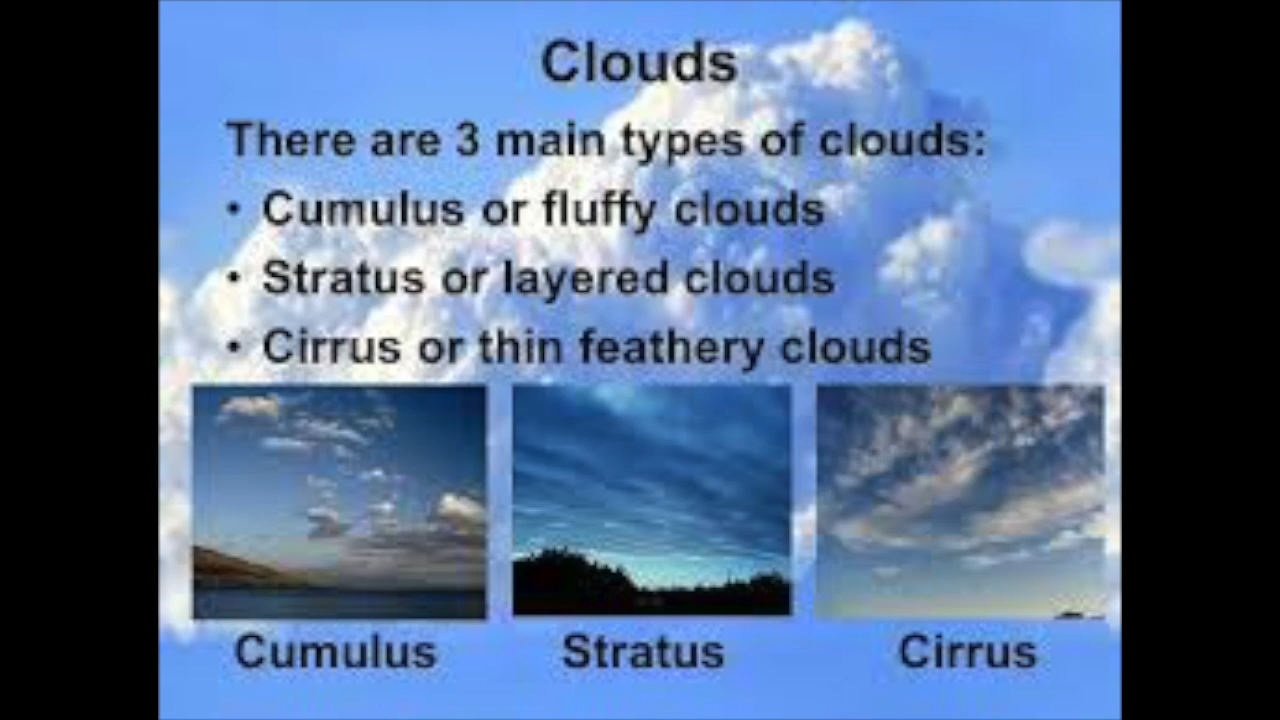 Clouds
There are 3 main types of clouds:
• Cumulus or fluffy clouds
• Stratus or layered clouds
• Cirrus or thin feathery clouds
Cumulus Stratus Cirrus